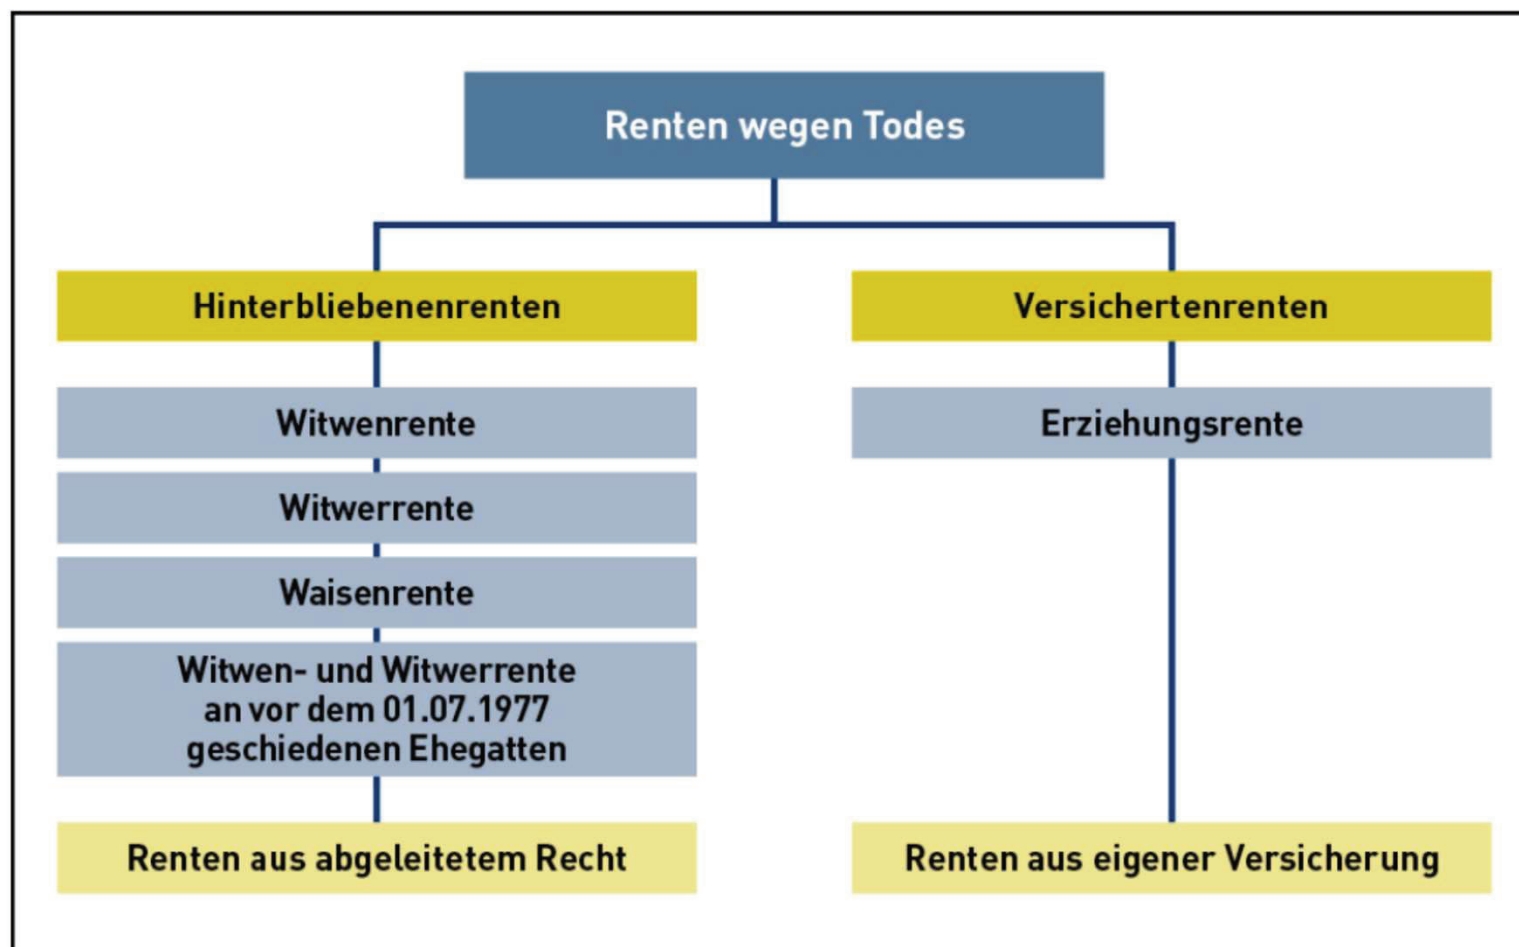 Renten wegen Todes
Hinterbliebenenrenten
Versichertenrenten
Witwenrente
Erziehungsrente
Witwerrente
Waisenrente
Witwen- und Witwerrente
an vor dem 01.07.1977
geschiedenen Ehegatten
Renten aus abgeleitetem Recht
Renten aus eigener Versicherung